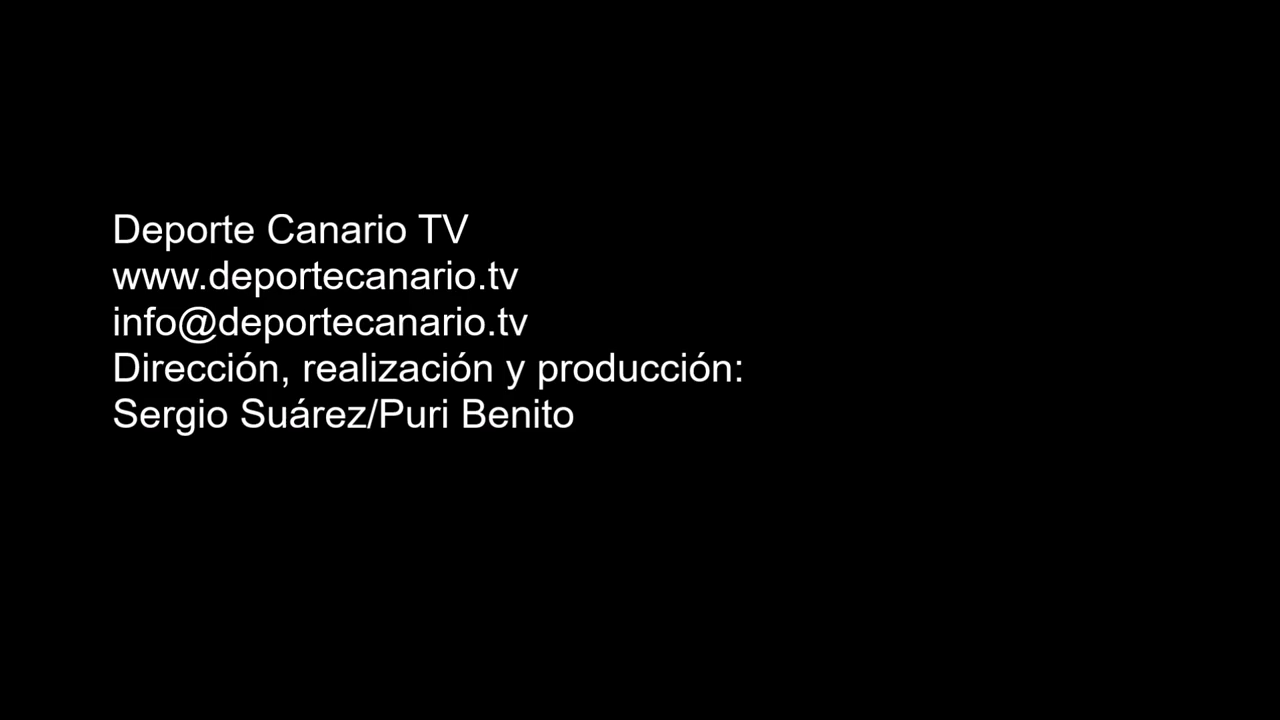 Deporte Canario TV
www.deportecanario.tv
info@deportecanario.tv
Dirección, realización y producción:
Sergio Suárez/Puri Benito